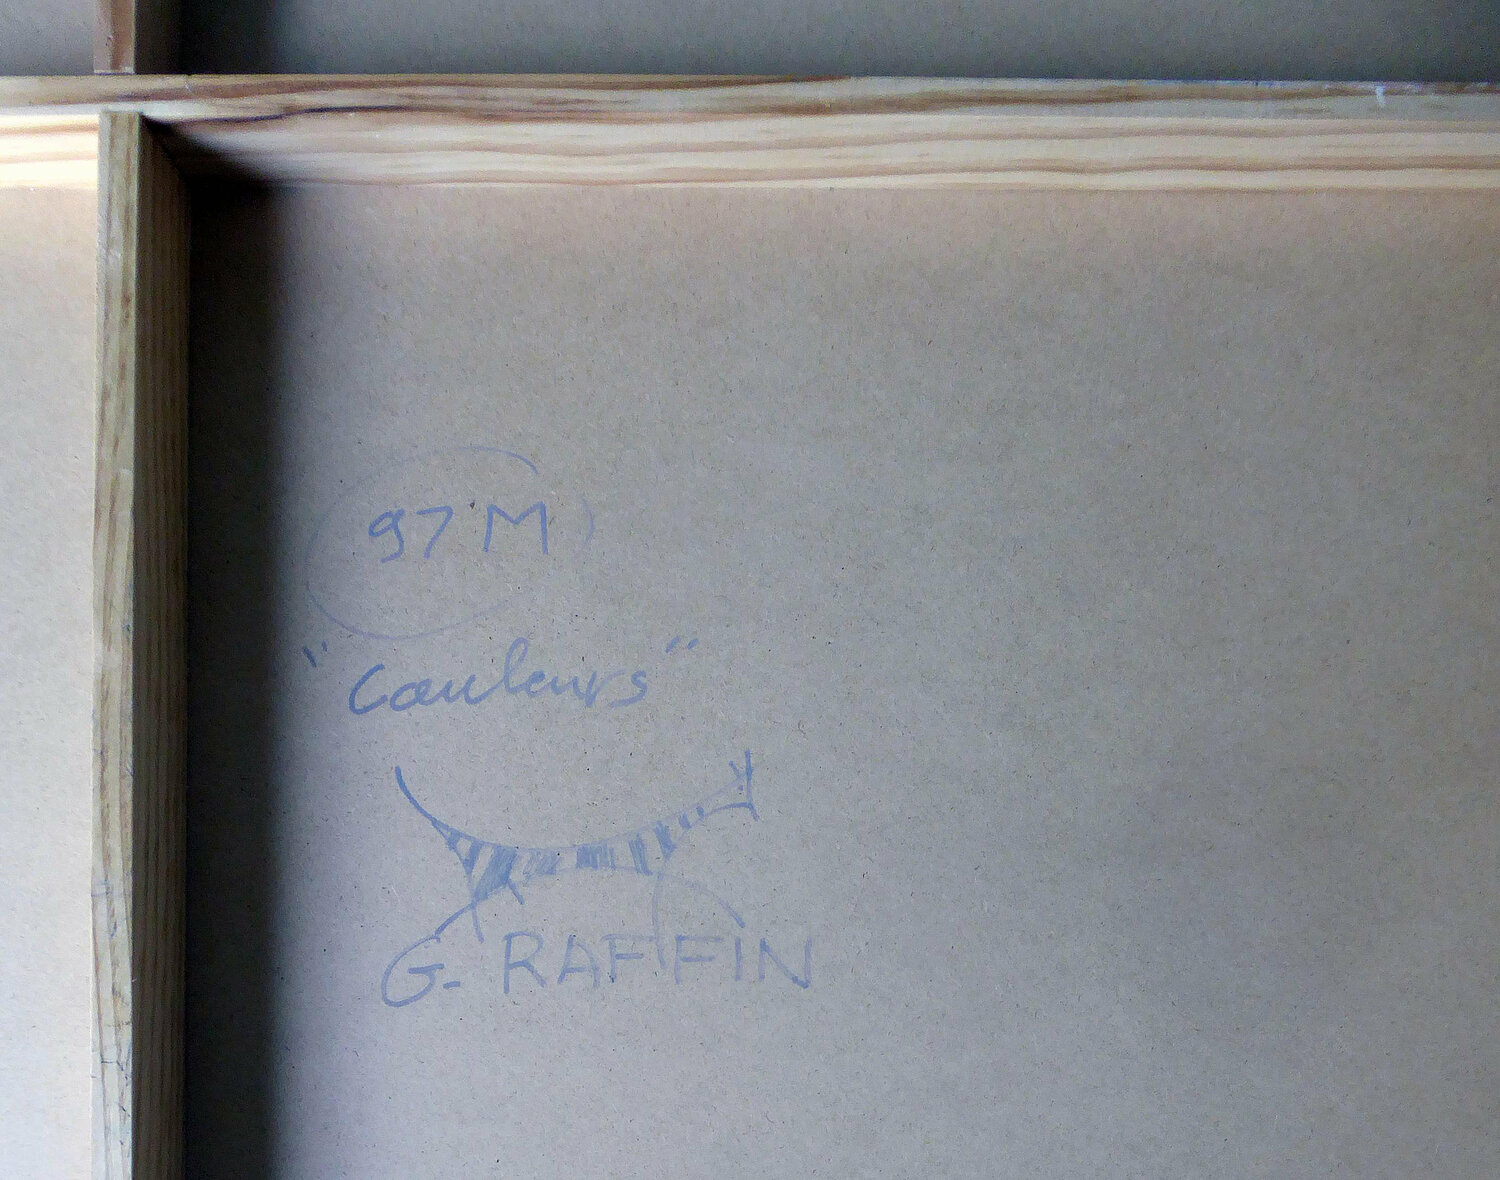 97 M
"Couleurs"
G. RAFFIN